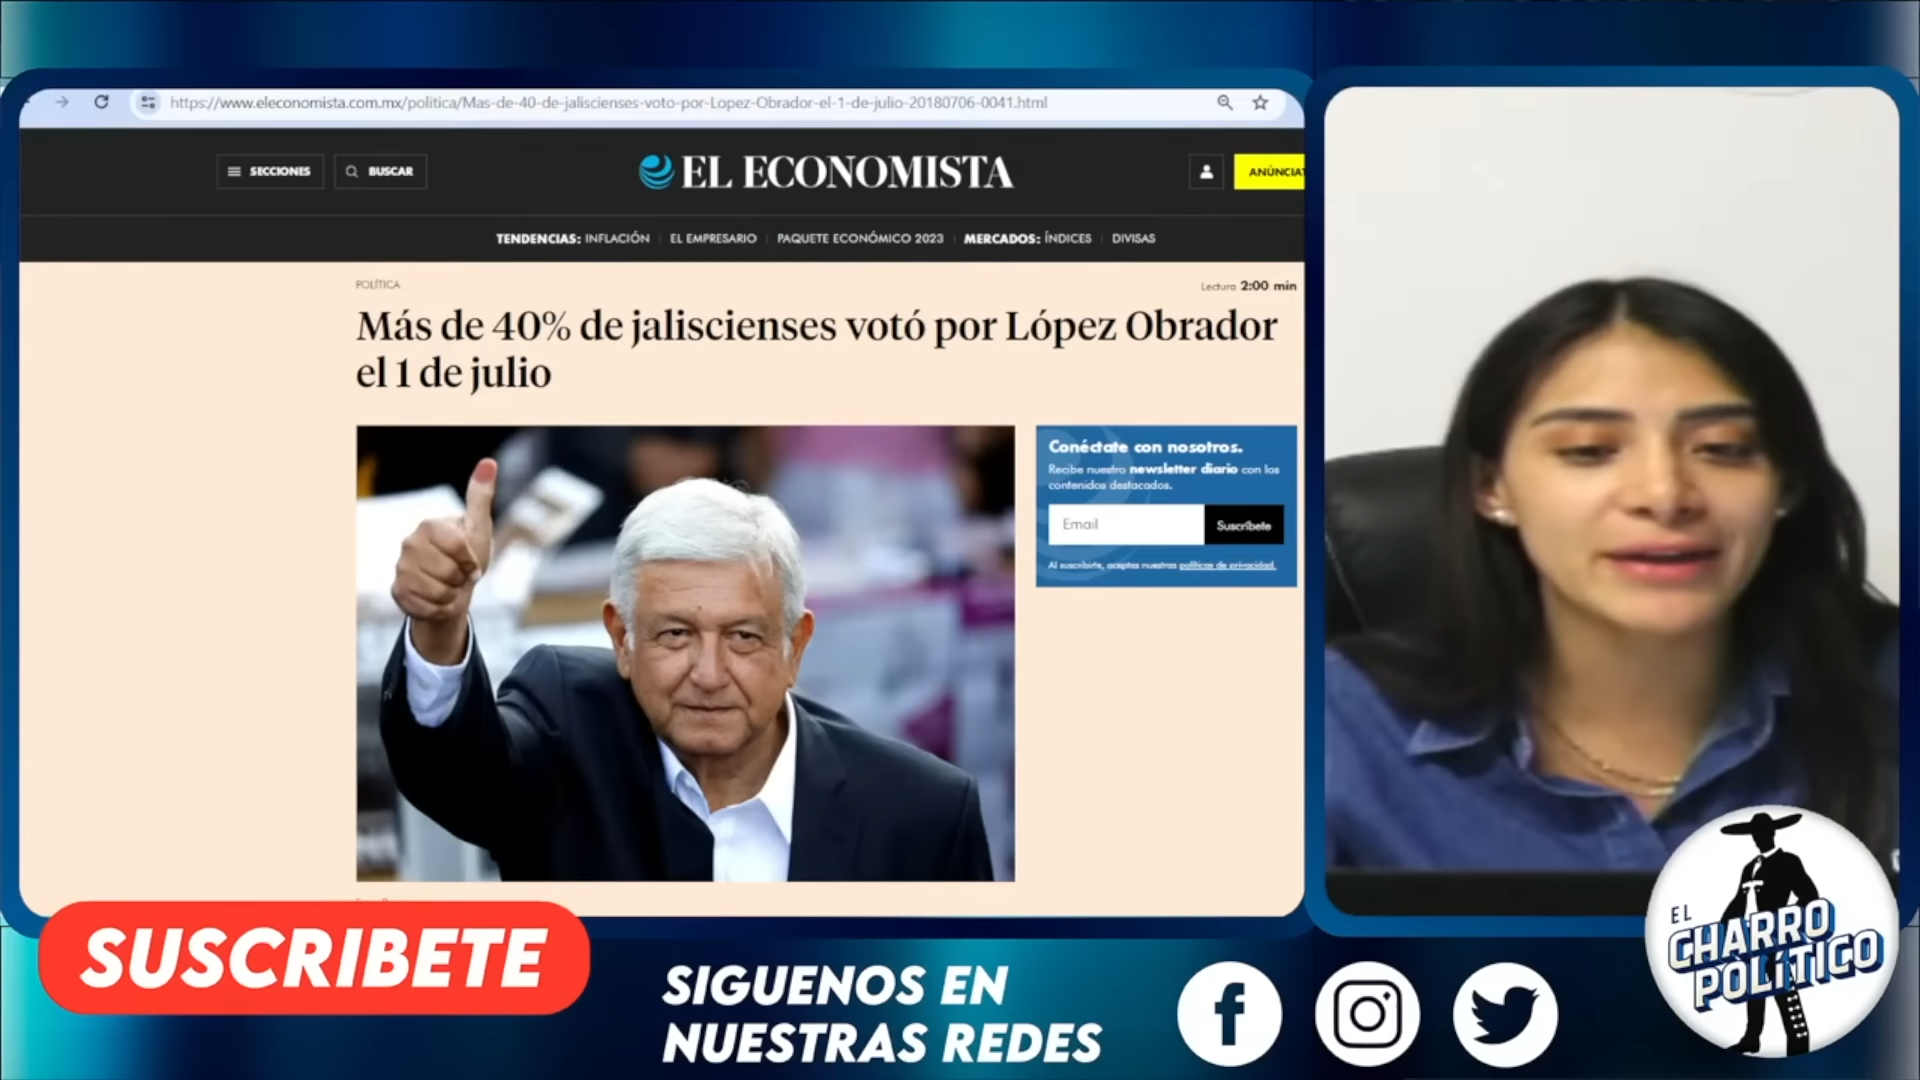 https://www.eleconomista.com.mx/politica/Mas-de-40-de-jaliscienses-voto-por-Lopez-Obrador-el-1-de-julio-20180706-0041.html
SECCIONES
BUSCAR
EL ECONOMISTA
ANÚNCIAT
TENDENCIAS: INFLACIÓN | EL EMPRESARIO | PAQUETE ECONÓMICO 2023 | MERCADOS: ÍNDICES | DIVISAS
POLÍTICA
Lectura 2:00 min
Más de 40% de jaliscienses votó por López Obrador
el 1 de julio
Conéctate con nosotros.
Recibe nuestro newsletter diario con los
contenidos destacados.
Email
Suscríbete
Al suscribirte, aceptas nuestras políticas de privacidad.
SUSCRIBETE
SIGUENOS EN
NUESTRAS REDES
EL
CHARRO
POLÍTICO